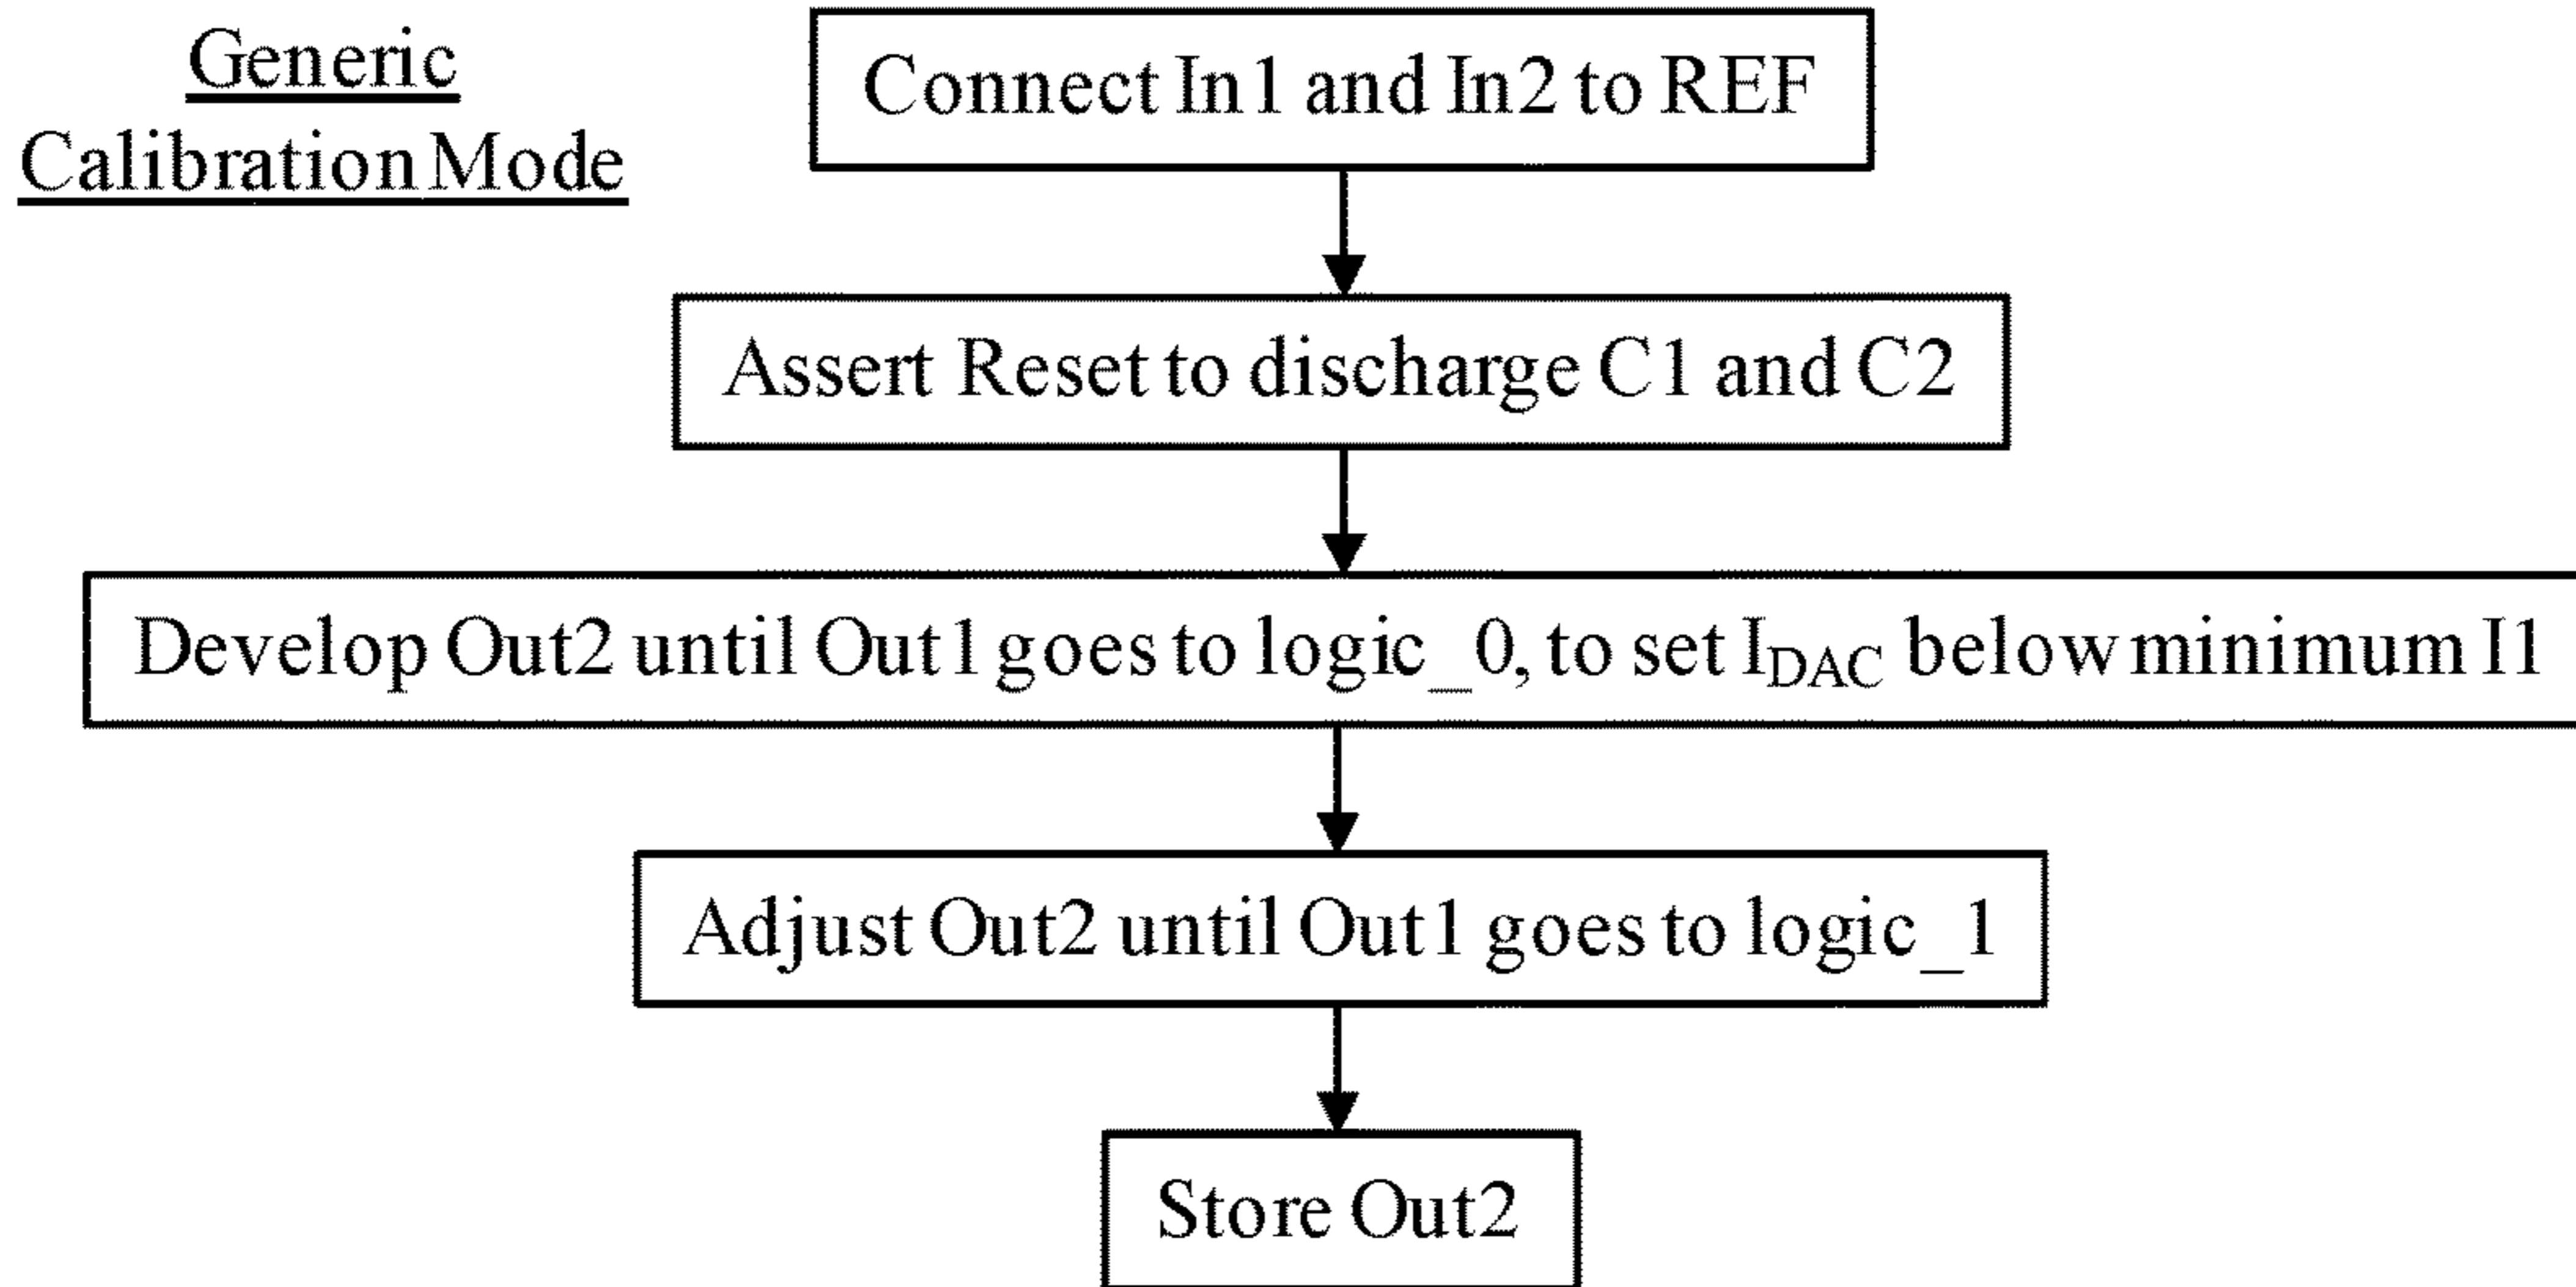 Generic
Calibration Mode
Connect In1 and In2 to REF
Assert Reset to discharge C1 and C2
Develop Out2 until Out1 goes to logic_0, to set IDAC below minimum I1
Adjust Out2 until Out1 goes to logic_1
Store Out2